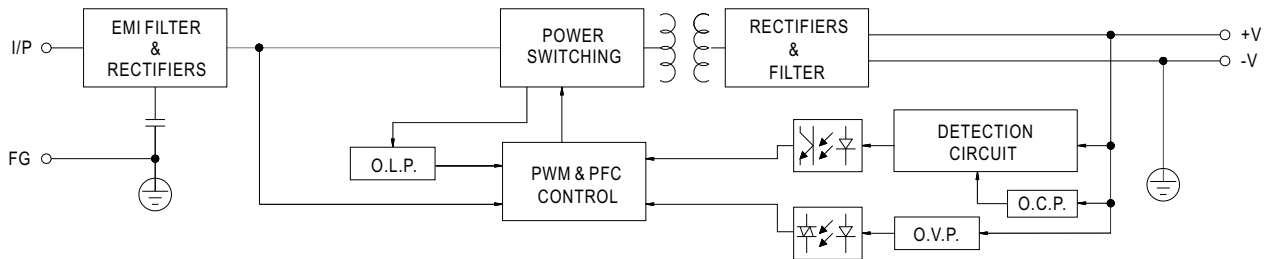 I/P
EMI FILTER
&
RECTIFIERS
POWER
SWITCHING
RECTIFIERS
&
FILTER
+V
-V
FG
O.L.P.
PWM & PFC
CONTROL
DETECTION
CIRCUIT
O.C.P.
O.V.P.